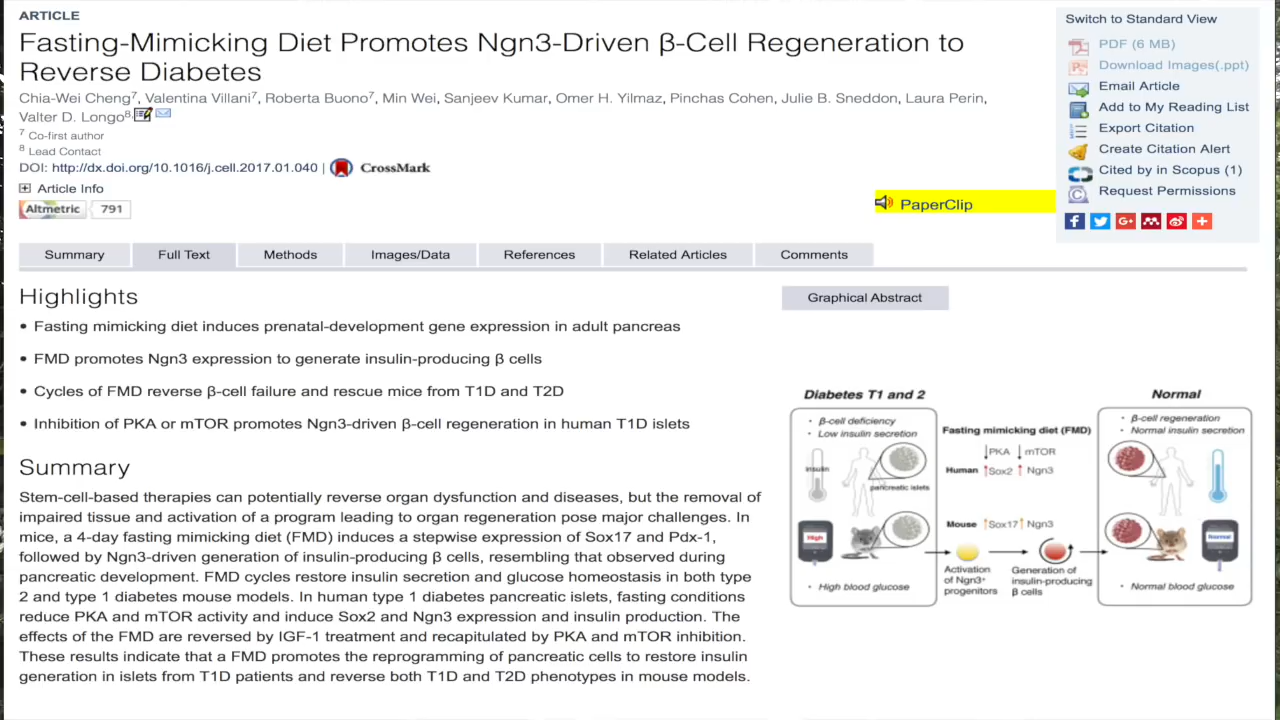 ARTICLE
Fasting-Mimicking Diet Promotes Ngn3-Driven β-Cell Regeneration to
Reverse Diabetes
Chia-Wei Cheng⁷, Valentina Villani⁷, Roberta Buono⁷, Min Wei, Sanjeev Kumar, Omer H. Yilmaz, Pinchas Cohen, Julie B. Sneddon, Laura Perin,
Valter D. Longo⁸,
⁷ Co-first author
⁸ Lead Contact
DOI: http://dx.doi.org/10.1016/j.cell.2017.01.040 | CrossMark
Article Info
Altmetric 791
PaperClip
Switch to Standard View
PDF (6 MB)
Download Images(.ppt)
Email Article
Add to My Reading List
Export Citation
Create Citation Alert
Cited by in Scopus (1)
Request Permissions
Summary Full Text Methods Images/Data References Related Articles Comments
Highlights
• Fasting mimicking diet induces prenatal-development gene expression in adult pancreas
• FMD promotes Ngn3 expression to generate insulin-producing β cells
• Cycles of FMD reverse β-cell failure and rescue mice from T1D and T2D
• Inhibition of PKA or mTOR promotes Ngn3-driven β-cell regeneration in human T1D islets
Summary
Stem-cell-based therapies can potentially reverse organ dysfunction and diseases, but the removal of
impaired tissue and activation of a program leading to organ regeneration pose major challenges. In
mice, a 4-day fasting mimicking diet (FMD) induces a stepwise expression of Sox17 and Pdx-1,
followed by Ngn3-driven generation of insulin-producing β cells, resembling that observed during
pancreatic development. FMD cycles restore insulin secretion and glucose homeostasis in both type
2 and type 1 diabetes mouse models. In human type 1 diabetes pancreatic islets, fasting conditions
reduce PKA and mTOR activity and induce Sox2 and Ngn3 expression and insulin production. The
effects of the FMD are reversed by IGF-1 treatment and recapitulated by PKA and mTOR inhibition.
These results indicate that a FMD promotes the reprogramming of pancreatic cells to restore insulin
generation in islets from T1D patients and reverse both T1D and T2D phenotypes in mouse models.
Graphical Abstract
Diabetes T1 and 2
• β-cell deficiency
• Low insulin secretion
insulin
pancreatic islets
High
• High blood glucose
Fasting mimicking diet (FMD)
↓PKA ↓mTOR
Human ↑Sox2 ↑ Ngn3
Mouse ↑Sox17↑ Ngn3
Activation
of Ngn3⁺
progenitors
Generation of
insulin-producing
β cells
Normal
• β-cell regeneration
• Normal insulin secretion
Normal
• Normal blood glucose